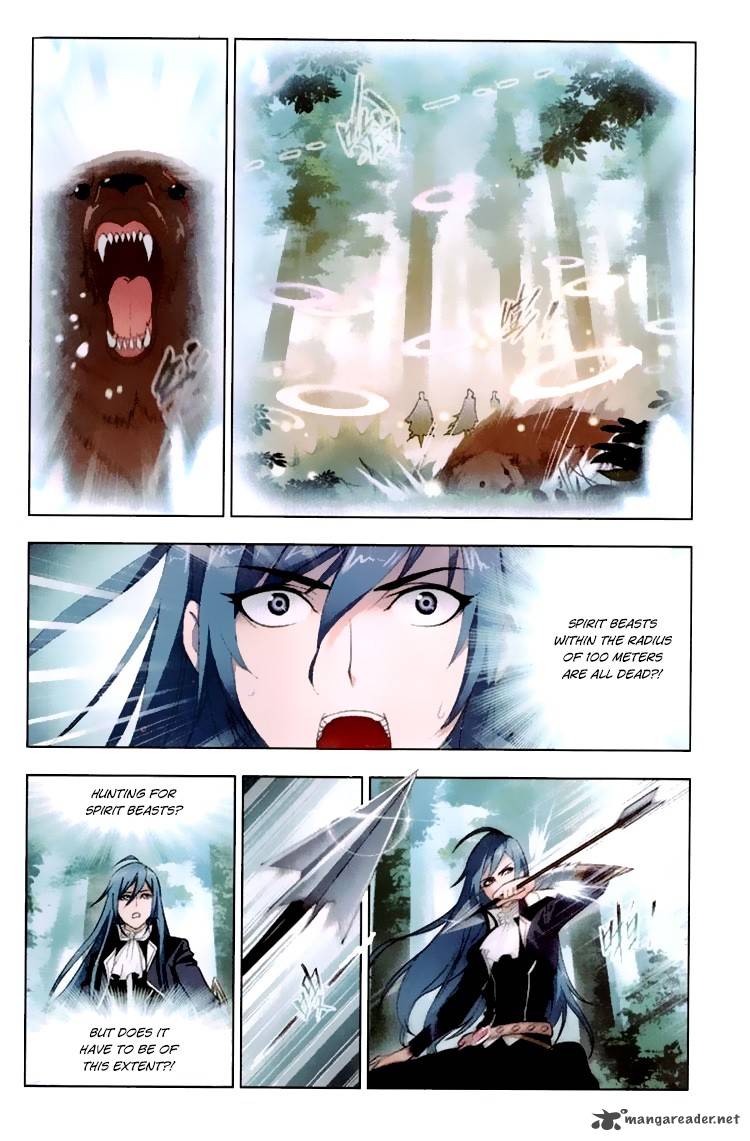 嘭!
SPIRIT BEASTS
WITHIN THE RADIUS
OF 100 METERS
ARE ALL DEAD?!
HUNTING FOR
SPIRIT BEASTS?
BUT DOES IT
HAVE TO BE OF
THIS EXTENT?!
mangareader.net